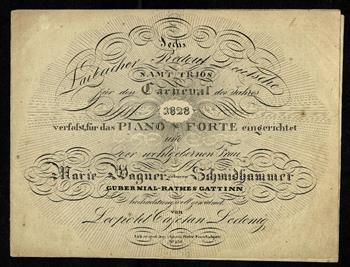 Sechs
Laibacher Redout Deutsche
SAMT TRIOS
für den Carneval des Jahres
1828
verfasst, für das PIANO FORTE eingerichtet
und
der wohlgebornen Frau
Marie Wagner geborne Schmidhammer
GUBERNIAL-RATHES GATTINN
hochachtungsvoll gewidmet
von
Leopold Cajetan Ledenig